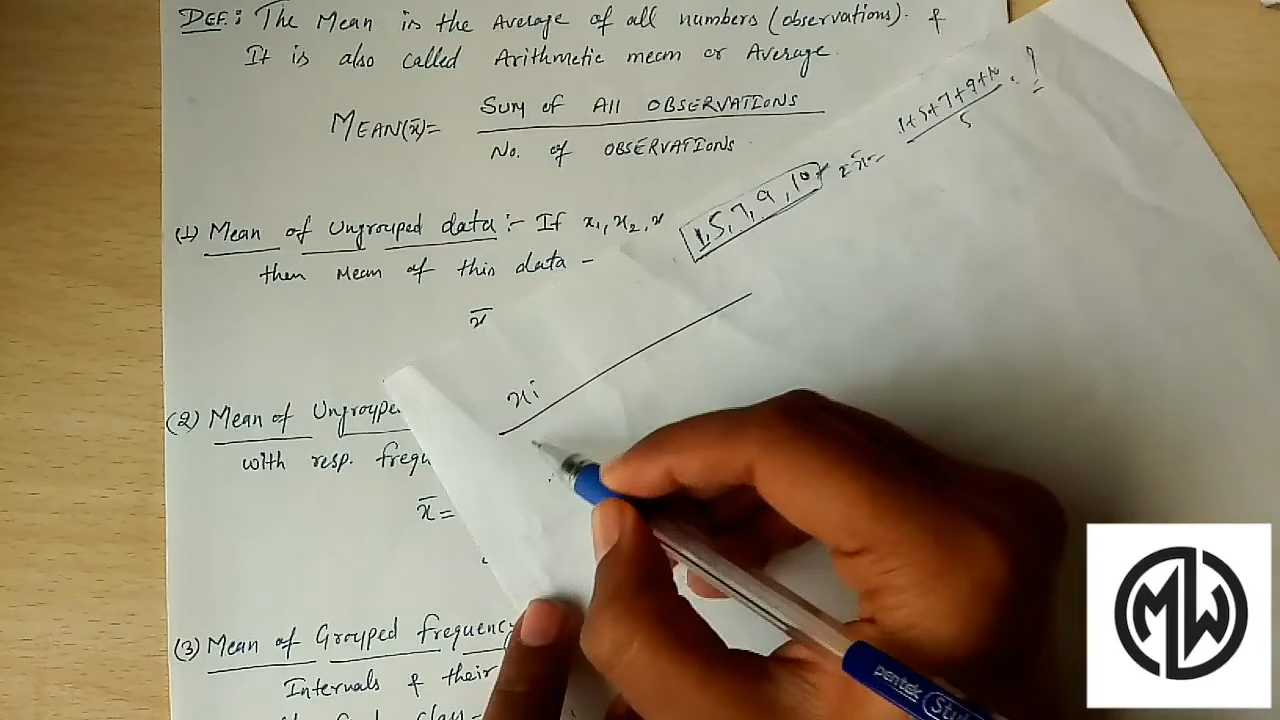 DEF: The Mean is the Average of all numbers (observations). &
It is also called Arithmetic mean or Average.
MEAN(x̄)= SUM OF All OBSERVATIONS
No. of OBSERVATIONS
1+5+7+9+10 = ?
5
1, 5, 7, 9, 10
x̄=
(1) Mean of Ungrouped data :- If x₁, x₂, x
then Mean of this data -
x̄
xi
(2) Mean of Ungroupe
with resp. frequ
x̄ =
(3) Mean of Grouped frequency
Intervals & their
class-
MW
pentek